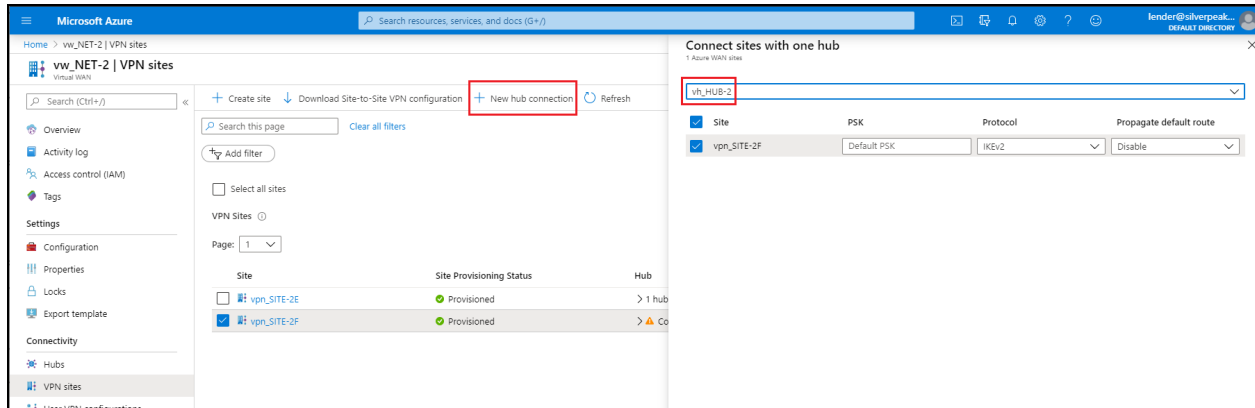 Microsoft Azure
Search resources, services, and docs (G+/)
lender@silverpeak...
DEFAULT DIRECTORY
Home > vw_NET-2 | VPN sites
vw_NET-2 | VPN sites
Virtual WAN
Search (Ctrl+/)
Overview
Activity log
Access control (IAM)
Tags
Settings
Configuration
Properties
Locks
Export template
Connectivity
Hubs
VPN sites
Create site
Download Site-to-Site VPN configuration
New hub connection
Refresh
Search this page
Clear all filters
Add filter
Select all sites
VPN Sites
Page: 1
Site Site Provisioning Status Hub
vpn_SITE-2E Provisioned > 1 hub
vpn_SITE-2F Provisioned > Co
Connect sites with one hub
1 Azure WAN sites
vh_HUB-2
Site PSK Protocol Propagate default route
vpn_SITE-2F Default PSK IKEv2 Disable